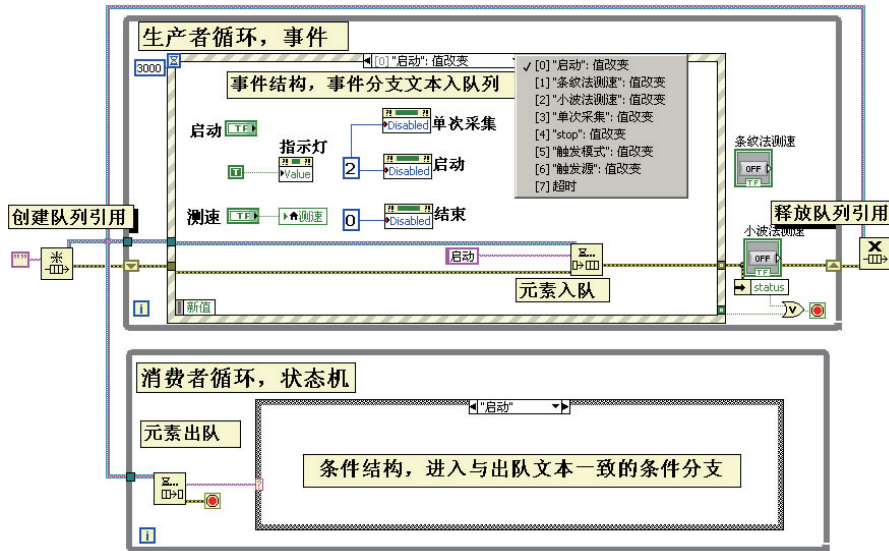 生产者循环，事件
3000
[0] "启动": 值改变
事件结构，事件分支文本入队列
✓ [0] "启动": 值改变
[1] "条纹法测速": 值改变
[2] "小波法测速": 值改变
[3] "单次采集": 值改变
[4] "stop": 值改变
[5] "触发模式": 值改变
[6] "触发源": 值改变
[7] 超时
启动
TF
指示灯
Value
T
2
Disabled
单次采集
Disabled
启动
条纹法测速
OFF
TF
测速
TF
测速
0
Disabled
结束
创建队列引用
释放队列引用
小波法测速
OFF
TF
""
启动
元素入队
status
新值
i
V
消费者循环，状态机
"启动"
元素出队
条件结构，进入与出队文本一致的条件分支
?
i